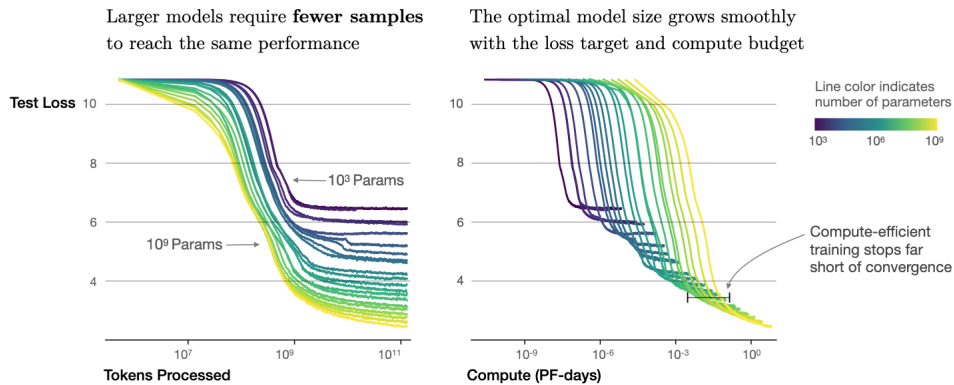 Larger models require fewer samples
to reach the same performance
The optimal model size grows smoothly
with the loss target and compute budget
Test Loss
10
8
6
4
10³ Params
10⁹ Params
10⁷
10⁹
10¹¹
Tokens Processed
10
8
6
4
10⁻⁹
10⁻⁶
10⁻³
10⁰
Compute (PF-days)
Line color indicates
number of parameters
10³
10⁶
10⁹
Compute-efficient
training stops far
short of convergence